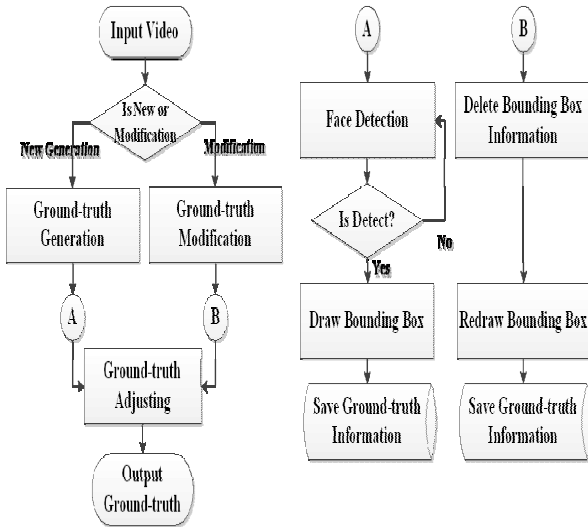 Input Video
Is New or
Modification
New Generation
Modification
Ground-truth
Generation
Ground-truth
Modification
A
B
Ground-truth
Adjusting
Output
Ground-truth
A
Face Detection
Is Detect?
No
Yes
Draw Bounding Box
Save Ground-truth
Information
B
Delete Bounding Box
Information
Redraw Bounding Box
Save Ground-truth
Information